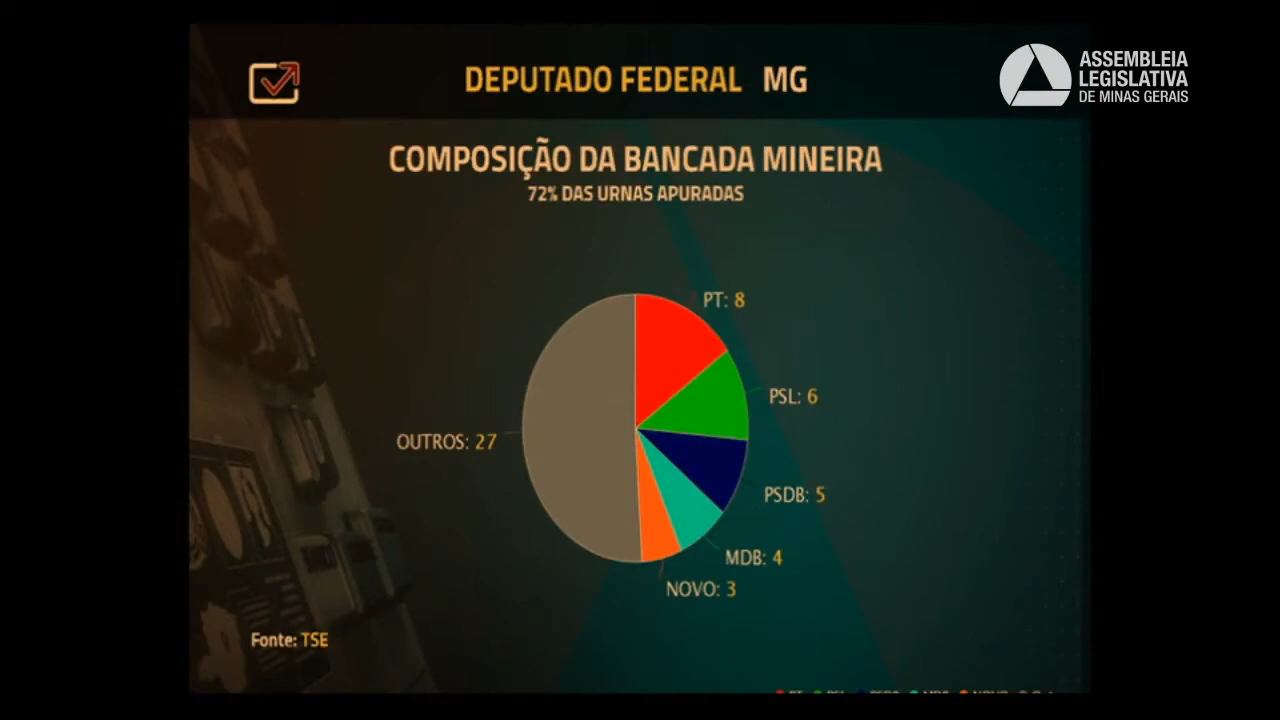 DEPUTADO FEDERAL MG
ASSEMBLEIA
LEGISLATIVA
DE MINAS GERAIS
COMPOSIÇÃO DA BANCADA MINEIRA
72% DAS URNAS APURADAS
PT: 8
PSL: 6
OUTROS: 27
PSDB: 5
MDB: 4
NOVO: 3
Fonte: TSE